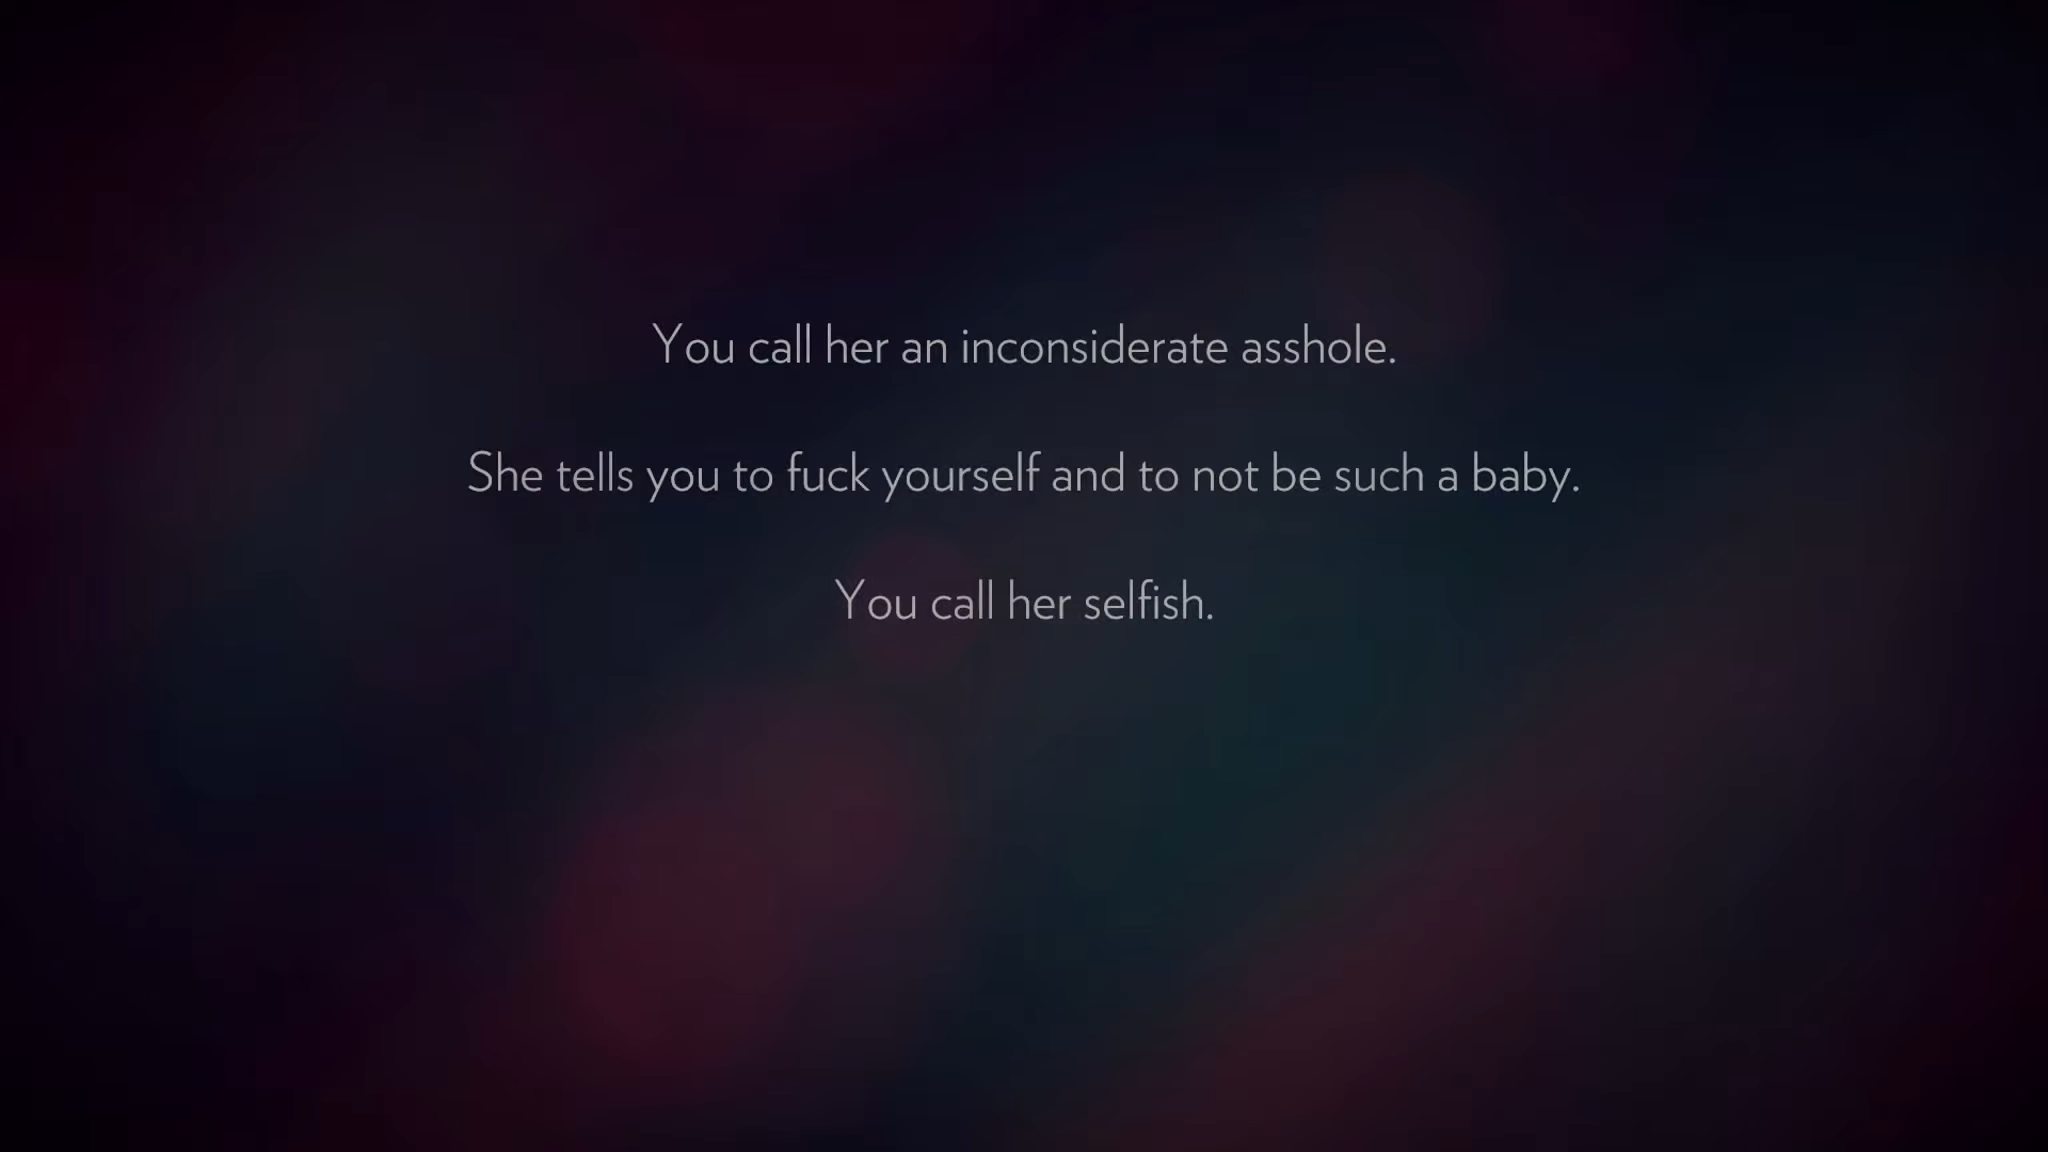 You call her an inconsiderate asshole.
She tells you to fuck yourself and to not be such a baby.
You call her selfish.